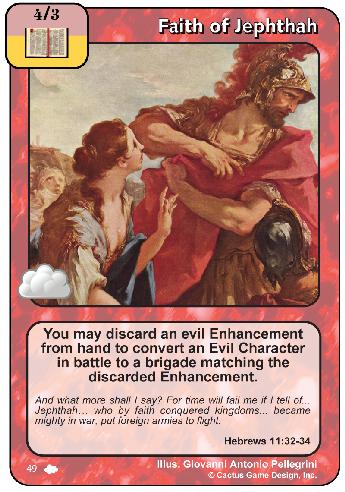 4/3
Faith of Jephthah
You may discard an evil Enhancement
from hand to convert an Evil Character
in battle to a brigade matching the
discarded Enhancement.
And what more shall I say? For time will fail me if I tell of...
Jephthah... who by faith conquered kingdoms... became
mighty in war, put foreign armies to flight.
Hebrews 11:32-34
49
Illus. Giovanni Antonio Pellegrini
© Cactus Game Design, Inc.